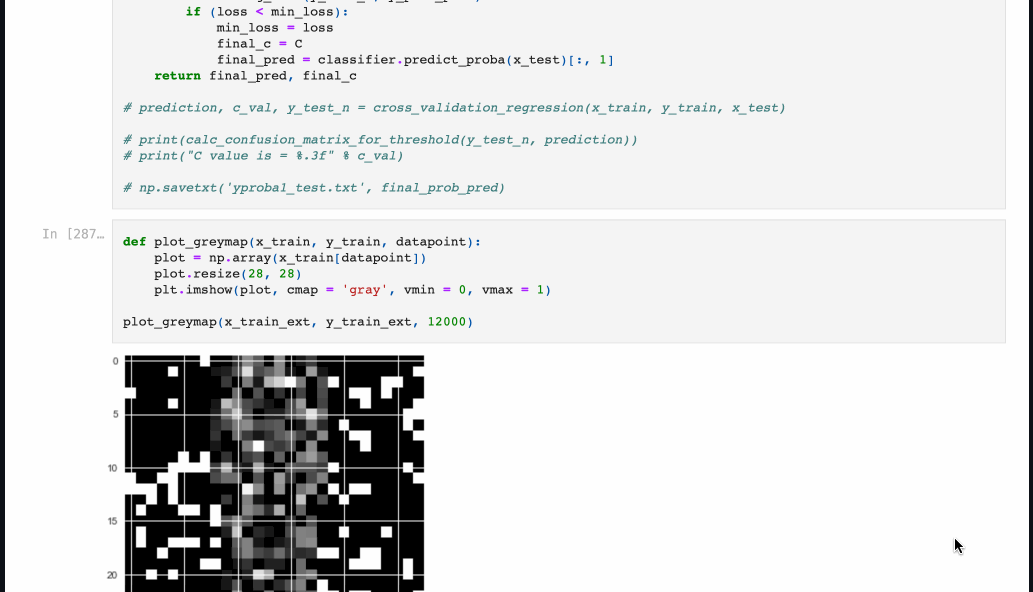 if (loss < min_loss):
            min_loss = loss
            final_c = C
            final_pred = classifier.predict_proba(x_test)[:, 1]
    return final_pred, final_c
# prediction, c_val, y_test_n = cross_validation_regression(x_train, y_train, x_test)
# print(calc_confusion_matrix_for_threshold(y_test_n, prediction))
# print("C value is = %.3f" % c_val)
# np.savetxt('yproba1_test.txt', final_prob_pred)
In [287…
def plot_greymap(x_train, y_train, datapoint):
    plot = np.array(x_train[datapoint])
    plot.resize(28, 28)
    plt.imshow(plot, cmap = 'gray', vmin = 0, vmax = 1)
plot_greymap(x_train_ext, y_train_ext, 12000)
0
5
10
15
20